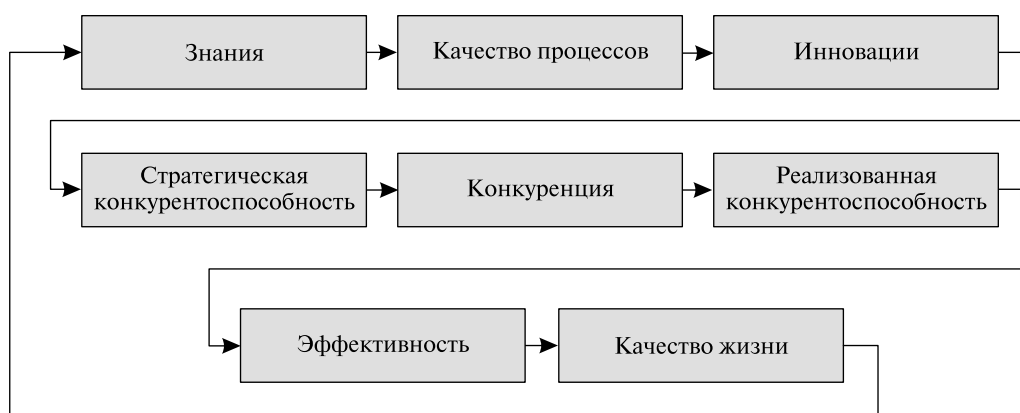 Знания
Качество процессов
Инновации
Стратегическая
конкурентоспособность
Конкуренция
Реализованная
конкурентоспособность
Эффективность
Качество жизни